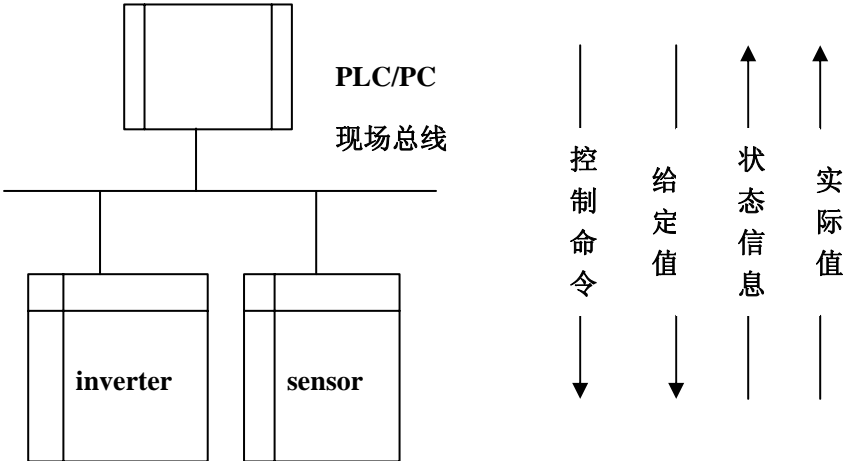 PLC/PC
现场总线
inverter
sensor
控制命令
给定值
状态信息
实际值